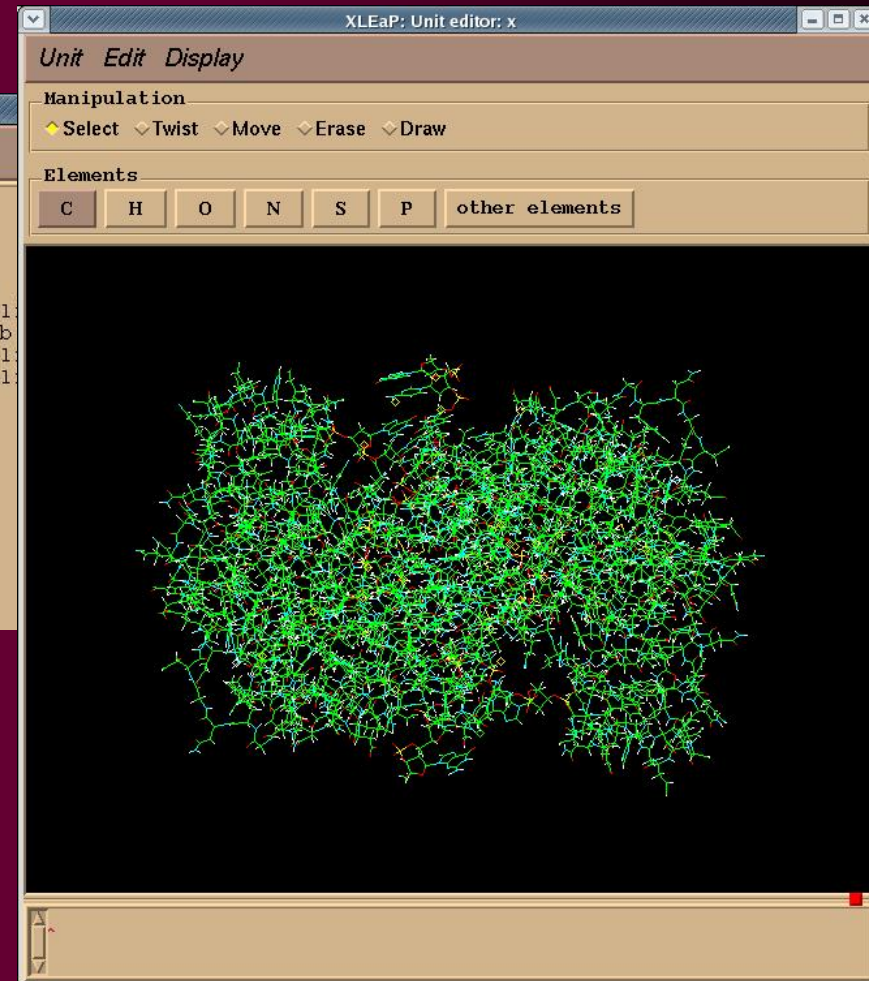 XLEaP: Unit editor: x
Unit Edit Display
Manipulation
Select Twist Move Erase Draw
Elements
C H O N S P other elements